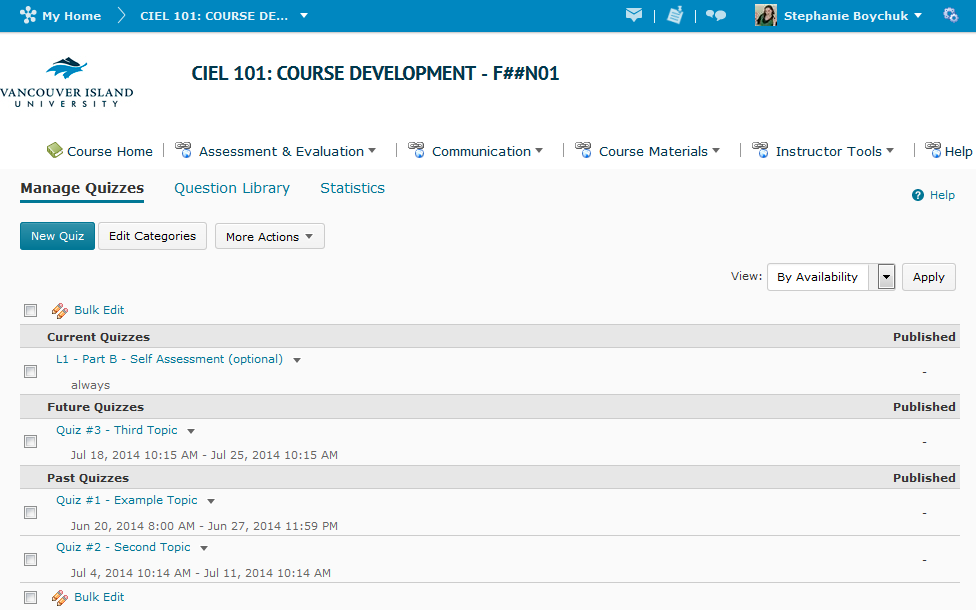 My Home CIEL 101: COURSE DE... Stephanie Boychuk
CIEL 101: COURSE DEVELOPMENT - F##N01
VANCOUVER ISLAND
UNIVERSITY
Course Home Assessment & Evaluation Communication Course Materials Instructor Tools Help
Manage Quizzes Question Library Statistics
? Help
New Quiz Edit Categories More Actions
View: By Availability Apply
Bulk Edit
Current Quizzes Published
L1 - Part B - Self Assessment (optional)
-
always
Future Quizzes Published
Quiz #3 - Third Topic
-
Jul 18, 2014 10:15 AM - Jul 25, 2014 10:15 AM
Past Quizzes Published
Quiz #1 - Example Topic
-
Jun 20, 2014 8:00 AM - Jun 27, 2014 11:59 PM
Quiz #2 - Second Topic
-
Jul 4, 2014 10:14 AM - Jul 11, 2014 10:14 AM
Bulk Edit